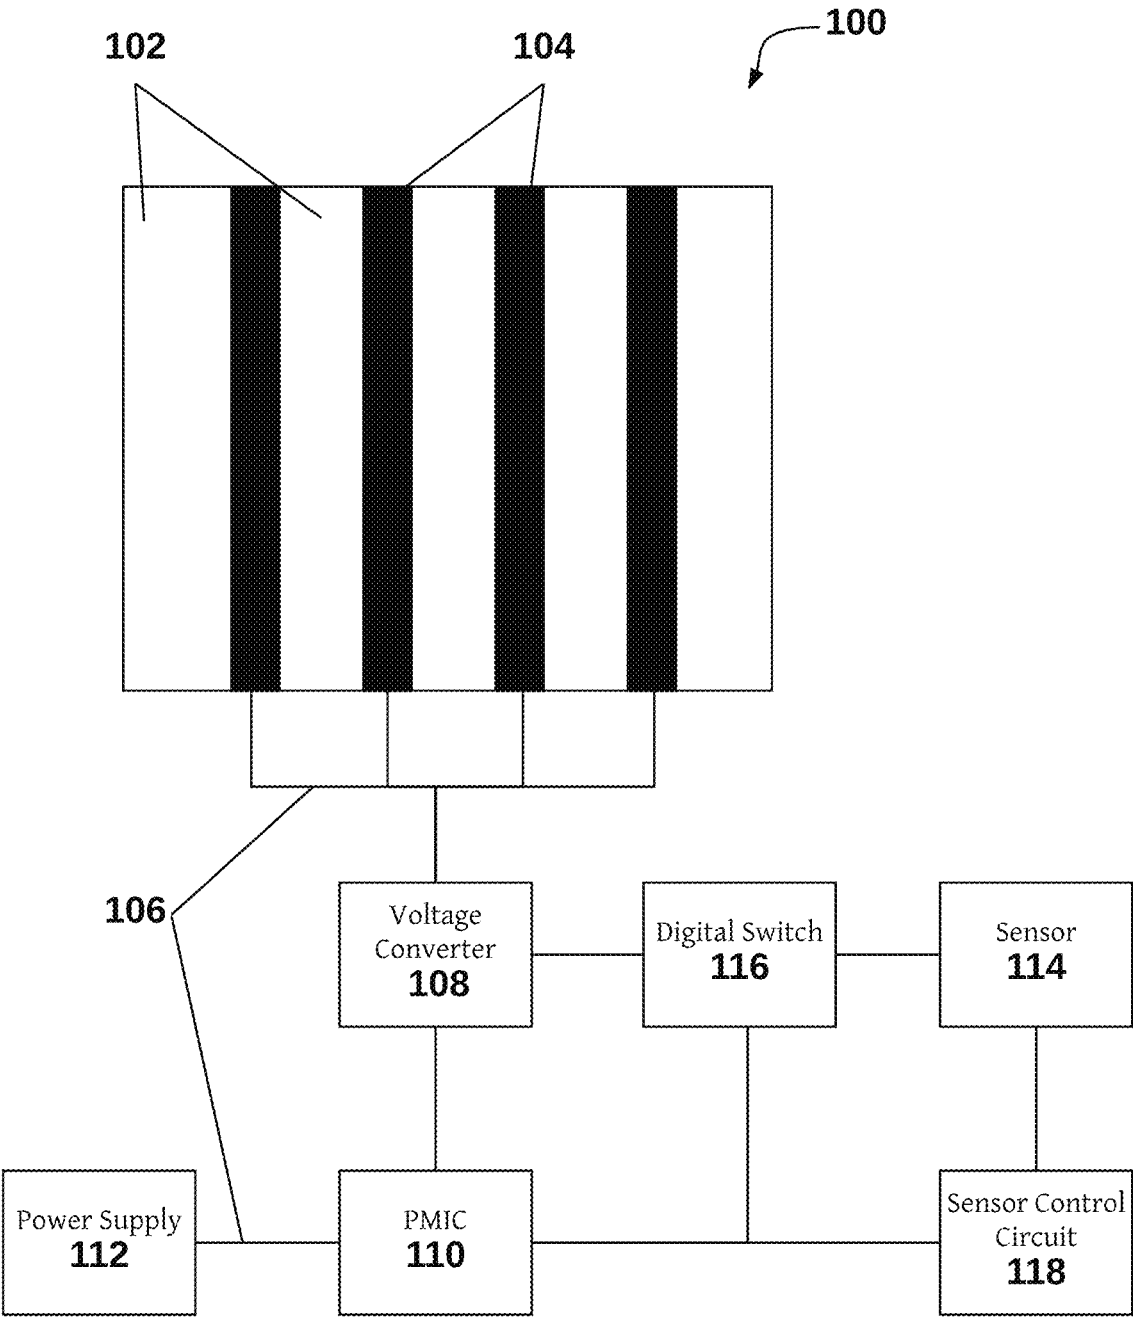 100
102
104
106
Voltage
Converter
108
Digital Switch
116
Sensor
114
Power Supply
112
PMIC
110
Sensor Control
Circuit
118